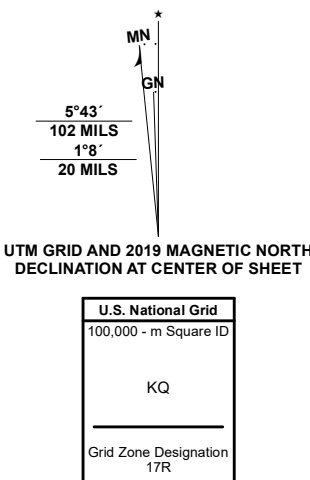 ★
MN
GN
5°43´
102 MILS
1°8´
20 MILS
UTM GRID AND 2019 MAGNETIC NORTH
DECLINATION AT CENTER OF SHEET
U.S. National Grid
100,000 - m Square ID
KQ
Grid Zone Designation
17R